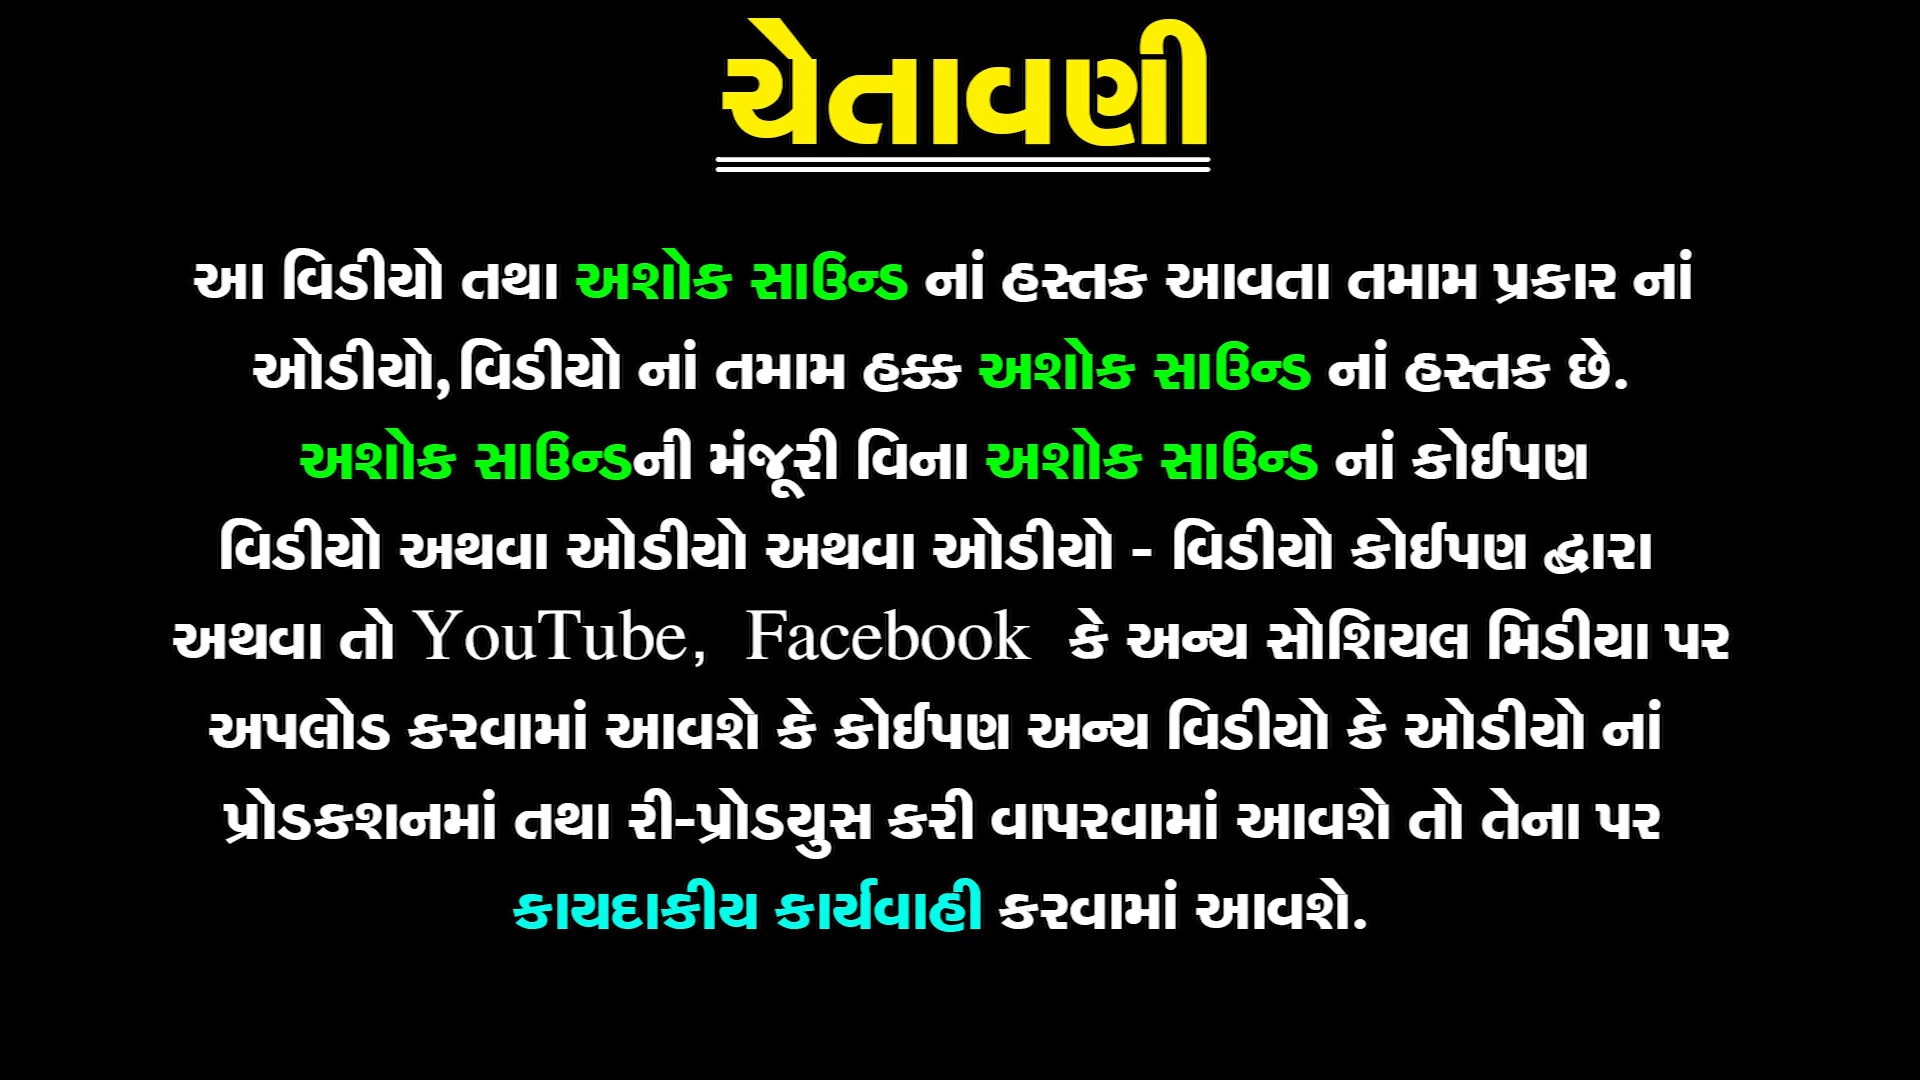 ચેતાવણી
આ વિડીયો તથા અશોક સાઉન્ડ નાં હસ્તક આવતા તમામ પ્રકાર નાં
ઓડીયો,વિડીયો નાં તમામ હક્ક અશોક સાઉન્ડ નાં હસ્તક છે.
અશોક સાઉન્ડની મંજૂરી વિના અશોક સાઉન્ડ નાં કોઈપણ
વિડીયો અથવા ઓડીયો અથવા ઓડીયો - વિડીયો કોઈપણ દ્વારા
અથવા તો YouTube, Facebook કે અન્ય સોશિયલ મિડીયા પર
અપલોડ કરવામાં આવશે કે કોઈપણ અન્ય વિડીયો કે ઓડીયો નાં
પ્રોડકશનમાં તથા રી-પ્રોડયુસ કરી વાપરવામાં આવશે તો તેના પર
કાયદાકીય કાર્યવાહી કરવામાં આવશે.